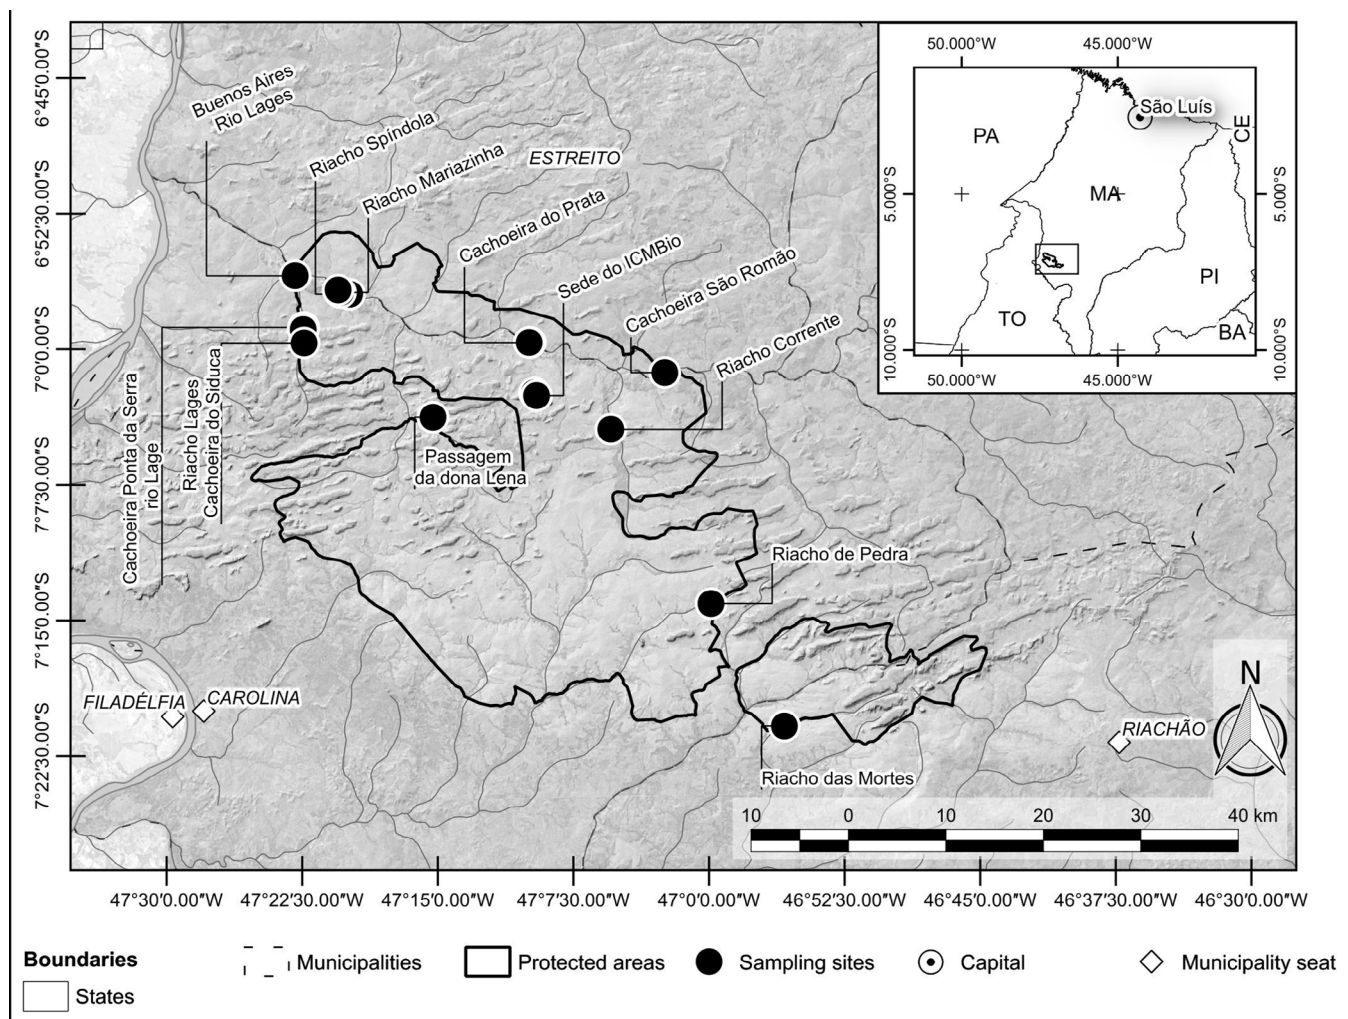 50.000°W
45.000°W
São Luís
CE
PA
MA
5.000°S
5.000°S
PI
TO
BA
10.000°S
10.000°S
50.0000°W
45.0000°W
6°45'0.00"S
6°52'30.00"S
7°0'0.00"S
7°7'30.00"S
7°15'0.00"S
7°22'30.00"S
Buenos Aires
Rio Lages
Riacho Spíndola
Riacho Mariazinha
ESTREITO
Cachoeira do Prata
Sede do ICMBio
Cachoeira São Romão
Riacho Corrente
Cachoeira Ponta da Serra
rio Lage
Riacho Lages
Cachoeira do Siduca
Passagem
da dona Lena
Riacho de Pedra
FILADÉLFIA
CAROLINA
RIACHÃO
Riacho das Mortes
N
10 0 10 20 30 40 km
47°30'0.00"W 47°22'30.00"W 47°15'0.00"W 47°7'30.00"W 47°0'0.00"W 46°52'30.00"W 46°45'0.00"W 46°37'30.00"W 46°30'0.00"W
Boundaries
Municipalities
Protected areas
Sampling sites
Capital
Municipality seat
States